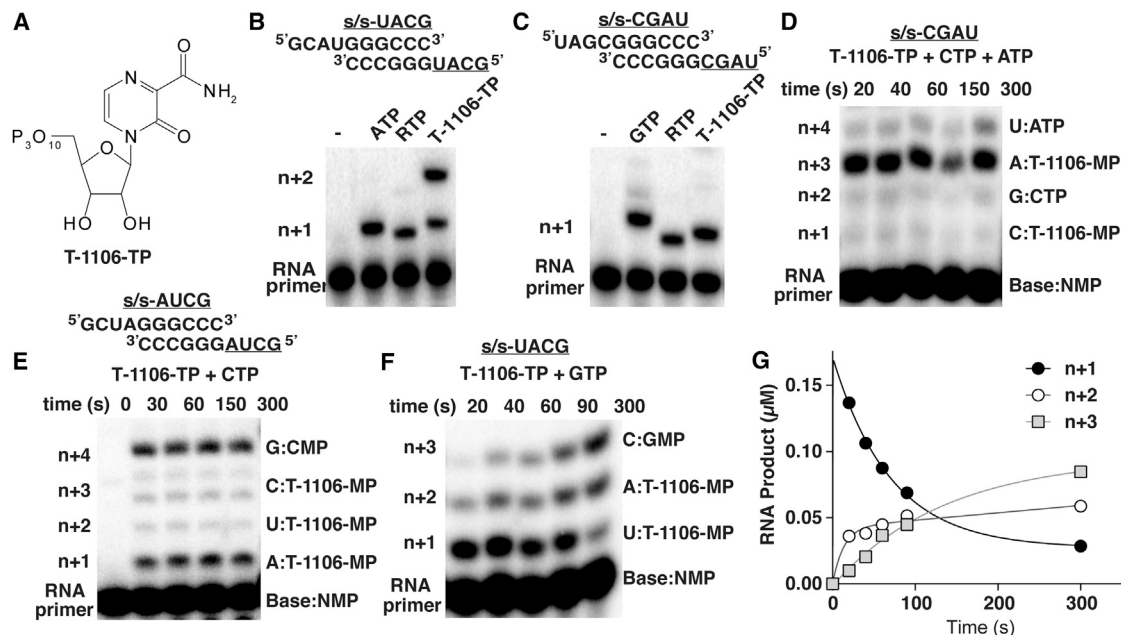 A
N
O
N
O
NH2
P3O10
O
HO
OH
T-1106-TP
B
s/s-UACG
5'GCAUGGGCCC3'
3'CCCGGGUACG5'
- ATP RTP T-1106-TP
n+2
n+1
RNA
primer
C
s/s-CGAU
5'UAGCGGGCCC3'
3'CCCGGGCGAU5'
- GTP RTP T-1106-TP
n+1
RNA
primer
D
s/s-CGAU
T-1106-TP + CTP + ATP
time (s) 20 40 60 150 300
n+4 U:ATP
n+3 A:T-1106-MP
n+2 G:CTP
n+1 C:T-1106-MP
RNA
primer Base:NMP
s/s-AUCG
5'GCUAGGGCCC3'
3'CCCGGGAUCG5'
E
T-1106-TP + CTP
time (s) 0 30 60 150 300
n+4 G:CMP
n+3 C:T-1106-MP
n+2 U:T-1106-MP
n+1 A:T-1106-MP
RNA
primer Base:NMP
F
s/s-UACG
T-1106-TP + GTP
time (s) 20 40 60 90 300
n+3 C:GMP
n+2 A:T-1106-MP
n+1 U:T-1106-MP
RNA
primer Base:NMP
G
n+1
n+2
n+3
RNA Product (µM)
0.15
0.10
0.05
0.00
0 100 200 300
Time (s)